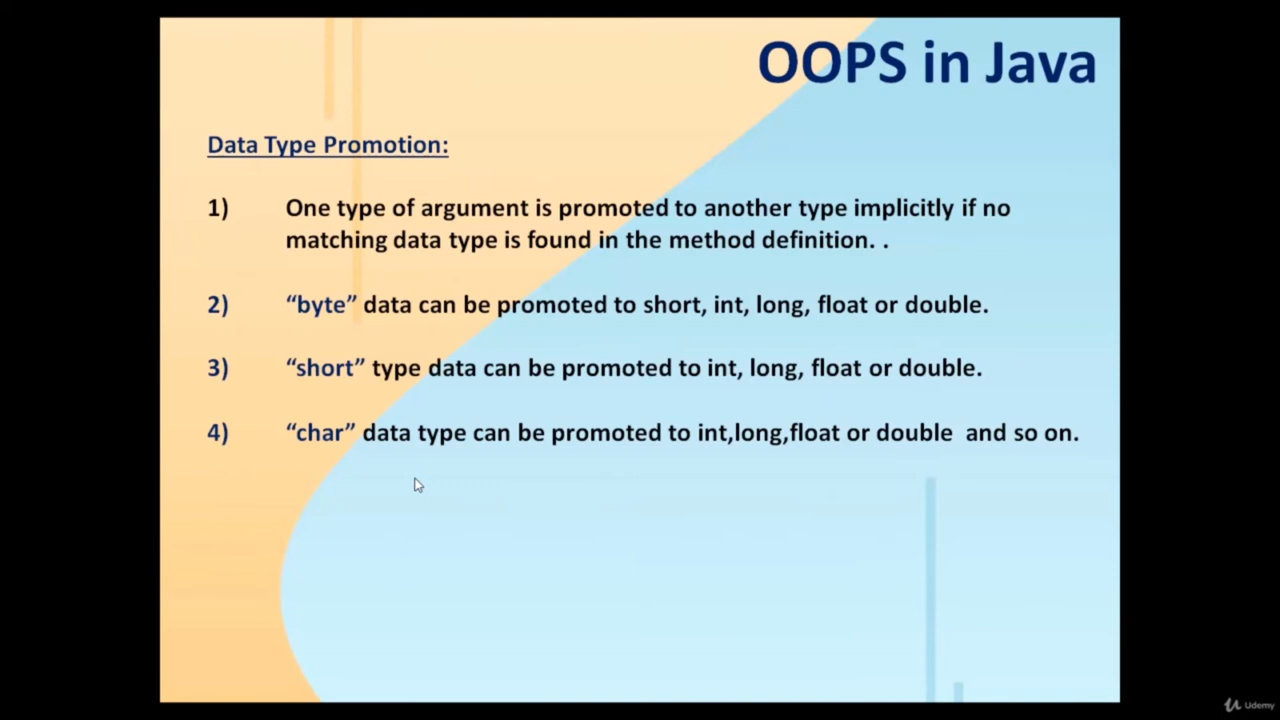 OOPS in Java
Data Type Promotion:
1) One type of argument is promoted to another type implicitly if no
matching data type is found in the method definition. .
2) “byte” data can be promoted to short, int, long, float or double.
3) “short” type data can be promoted to int, long, float or double.
4) “char” data type can be promoted to int,long,float or double and so on.
Udemy